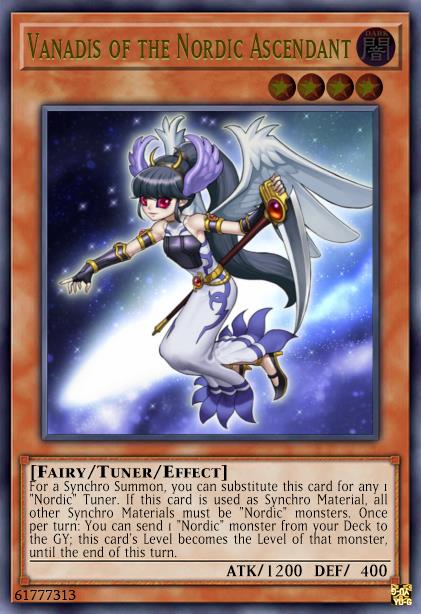 VANADIS OF THE NORDIC ASCENDANT
DARK
闇
[FAIRY/TUNER/EFFECT]
For a Synchro Summon, you can substitute this card for any 1
"Nordic" Tuner. If this card is used as Synchro Material, all
other Synchro Materials must be "Nordic" monsters. Once
per turn: You can send 1 "Nordic" monster from your Deck to
the GY; this card's Level becomes the Level of that monster,
until the end of this turn.
ATK/1200 DEF/ 400
61777313